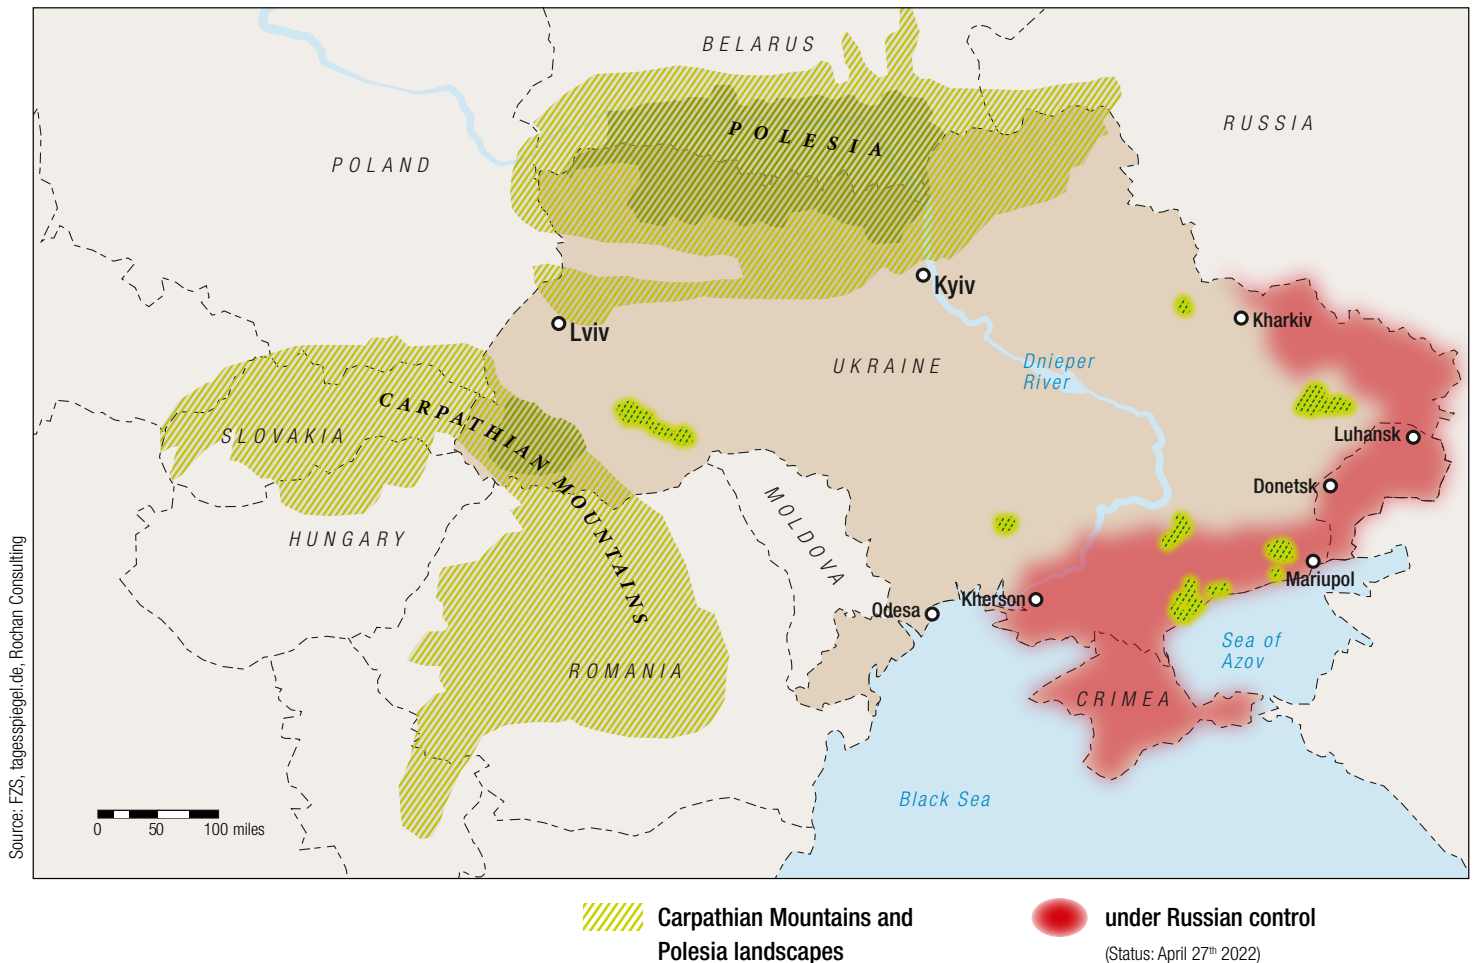 BELARUS
RUSSIA
POLESIA
POLAND
Kyiv
Kharkiv
Lviv
UKRAINE
Dnieper
River
CARPATHIAN MOUNTAINS
SLOVAKIA
Luhansk
Donetsk
MOLDOVA
HUNGARY
Mariupol
Kherson
Odesa
Sea of
Azov
ROMANIA
CRIMEA
Black Sea
0 50 100 miles
Source: FZS, tagesspiegel.de, Rochan Consulting
Carpathian Mountains and
Polesia landscapes
under Russian control
(Status: April 27th 2022)